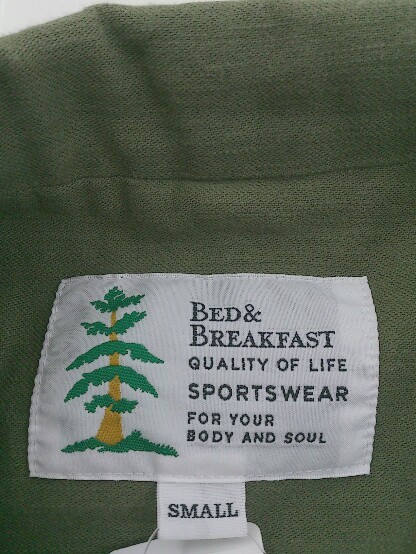 BED &
BREAKFAST
QUALITY OF LIFE
SPORTSWEAR
FOR YOUR
BODY AND SOUL
SMALL